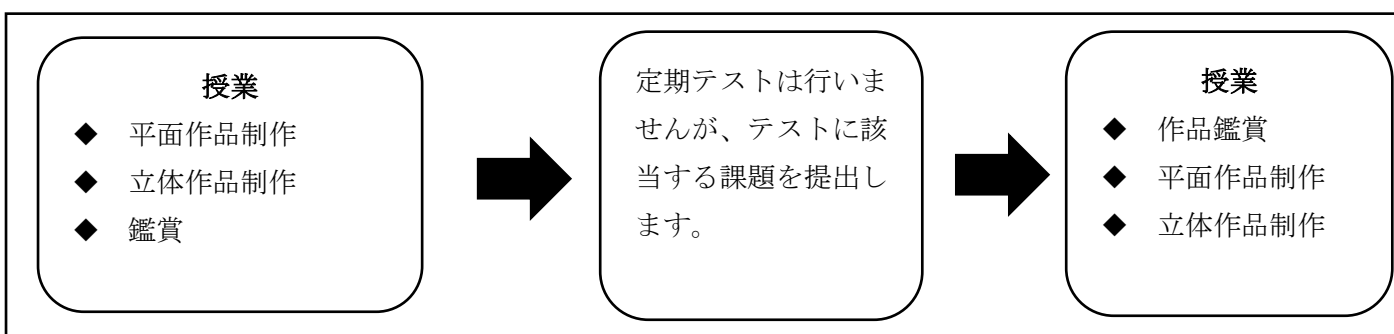 授業
◆ 平面作品制作
◆ 立体作品制作
◆ 鑑賞
定期テストは行いま
せんが、テストに該
当する課題を提出し
ます。
授業
◆ 作品鑑賞
◆ 平面作品制作
◆ 立体作品制作